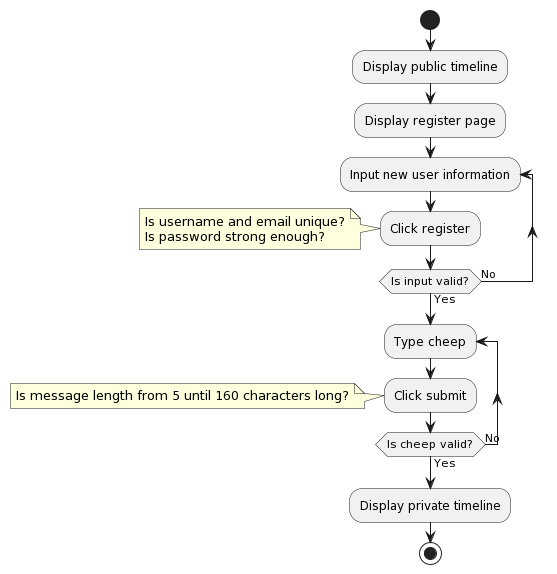 Display public timeline
Display register page
Input new user information
Is username and email unique?
Is password strong enough?
Click register
Is input valid?
No
Yes
Type cheep
Is message length from 5 until 160 characters long?
Click submit
Is cheep valid?
No
Yes
Display private timeline